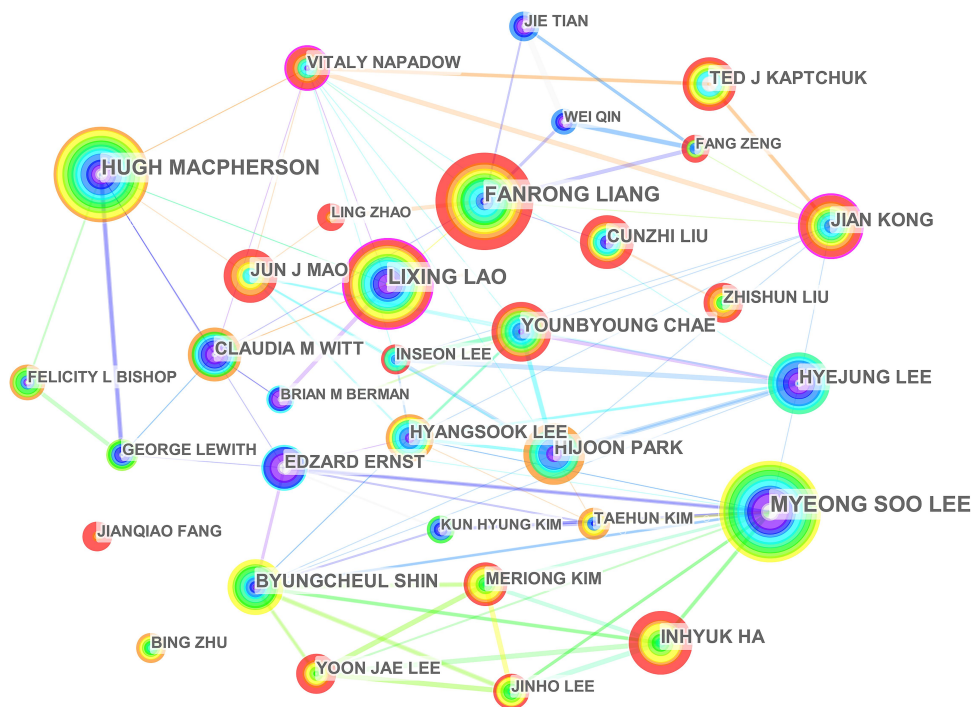 JIE TIAN
VITALY NAPADOW
TED J KAPTCHUK
WEI QIN
FANG ZENG
HUGH MACPHERSON
FANRONG LIANG
LING ZHAO
JIAN KONG
CUNZHI LIU
JUN J MAO
LIXING LAO
ZHISHUN LIU
YOUNBYOUNG CHAE
CLAUDIA M WITT
INSEON LEE
FELICITY L BISHOP
HYEJUNG LEE
BRIAN M BERMAN
HYANGSOOK LEE
HIJOON PARK
GEORGE LEWITH
EDZARD ERNST
MYEONG SOO LEE
TAEHUN KIM
KUN HYUNG KIM
JIANQIAO FANG
BYUNGCHEUL SHIN
MERIONG KIM
INHYUK HA
BING ZHU
YOON JAE LEE
JINHO LEE